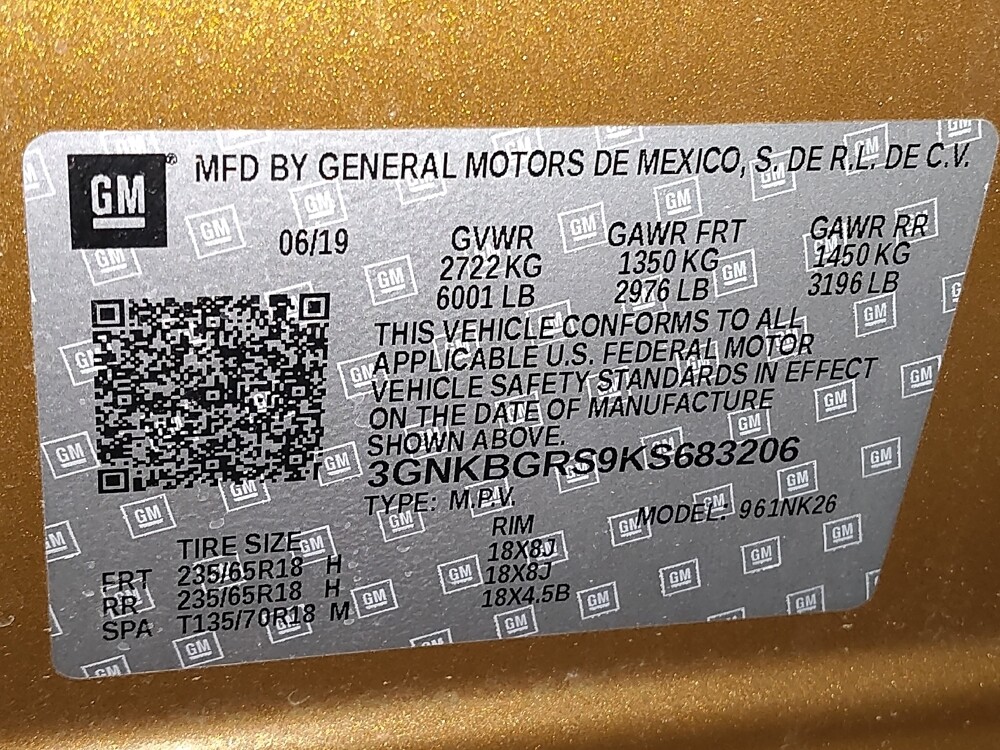 GM® MFD BY GENERAL MOTORS DE MEXICO, S. DE R.L. DE C.V.
06/19 GVWR GAWR FRT GAWR RR
2722 KG 1350 KG 1450 KG
6001 LB 2976 LB 3196 LB
THIS VEHICLE CONFORMS TO ALL
APPLICABLE U.S. FEDERAL MOTOR
VEHICLE SAFETY STANDARDS IN EFFECT
ON THE DATE OF MANUFACTURE
SHOWN ABOVE.
3GNKBGRS9KS683206
TYPE: M.P.V. MODEL: 961NK26
TIRE SIZE RIM
FRT 235/65R18 H 18X8J
RR 235/65R18 H 18X8J
SPA T135/70R18 M 18X4.5B